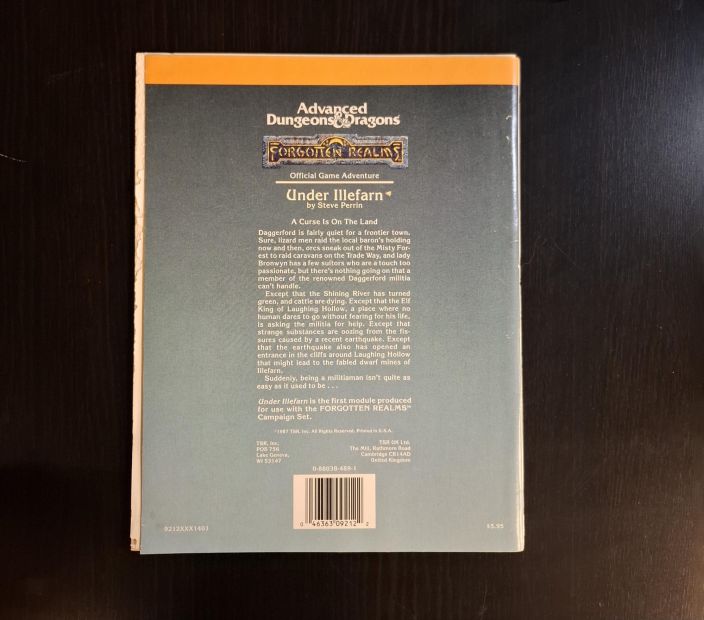 Advanced
Dungeons & Dragons
FORGOTTEN REALMS
Official Game Adventure
Under Illefarn
by Steve Perrin
A Curse Is On The Land
Daggerford is fairly quiet for a frontier town.
Sure, lizard men raid the local baron's holding
now and then, orcs sneak out of the Misty For-
est to raid caravans on the Trade Way, and lady
Bronwyn has a few suitors who are a touch too
passionate, but there's nothing going on that a
member of the renowned Daggerford militia
can't handle.
Except that the Shining River has turned
green, and cattle are dying. Except that the Elf
King of Laughing Hollow, a place where no
human dares to go without fearing for his life,
is asking the militia for help. Except that
strange substances are oozing from the fis-
sures caused by a recent earthquake. Except
that the earthquake also has opened an
entrance in the cliffs around Laughing Hollow
that might lead to the fabled dwarf mines of
Illefarn.
Suddenly, being a militiaman isn't quite as
easy as it used to be . . .
Under Illefarn is the first module produced
for use with the FORGOTTEN REALMS™
Campaign Set.
©1987 TSR, Inc. All Rights Reserved. Printed in U.S.A.
TSR, Inc.
POB 756
Lake Geneva,
WI 53147
TSR UK Ltd.
The Mill, Rathmore Road
Cambridge CB14AD
United Kingdom
0-88038-489-1
0 46363 09212 2
9212XXX1401
$5.95